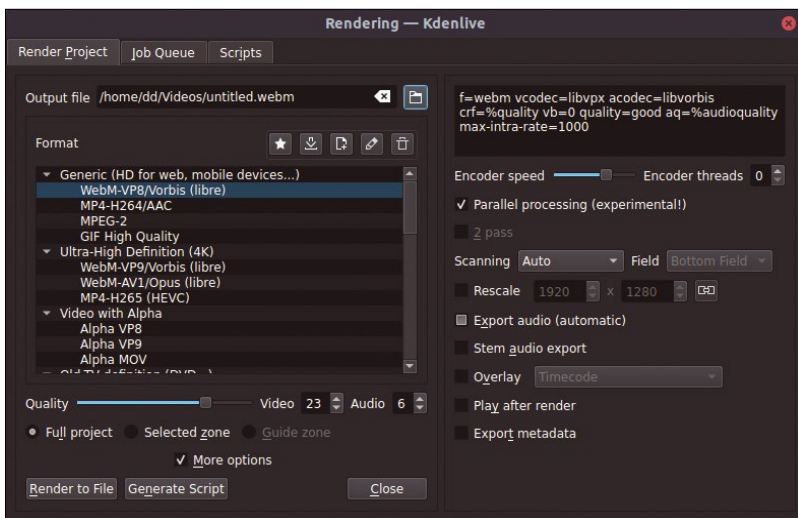 Rendering — Kdenlive
Render Project Job Queue Scripts
Output file /home/dd/Videos/untitled.webm
Format
Generic (HD for web, mobile devices...)
WebM-VP8/Vorbis (libre)
MP4-H264/AAC
MPEG-2
GIF High Quality
Ultra-High Definition (4K)
WebM-VP9/Vorbis (libre)
WebM-AV1/Opus (libre)
MP4-H265 (HEVC)
Video with Alpha
Alpha VP8
Alpha VP9
Alpha MOV
Old TV definition (DVD...)
Quality Video 23 Audio 6
Full project Selected zone Guide zone
More options
Render to File Generate Script Close
f=webm vcodec=libvpx acodec=libvorbis
crf=%quality vb=0 quality=good aq=%audioquality
max-intra-rate=1000
Encoder speed Encoder threads 0
Parallel processing (experimental!)
2 pass
Scanning Auto Field Bottom Field
Rescale 1920 x 1280
Export audio (automatic)
Stem audio export
Overlay Timecode
Play after render
Export metadata